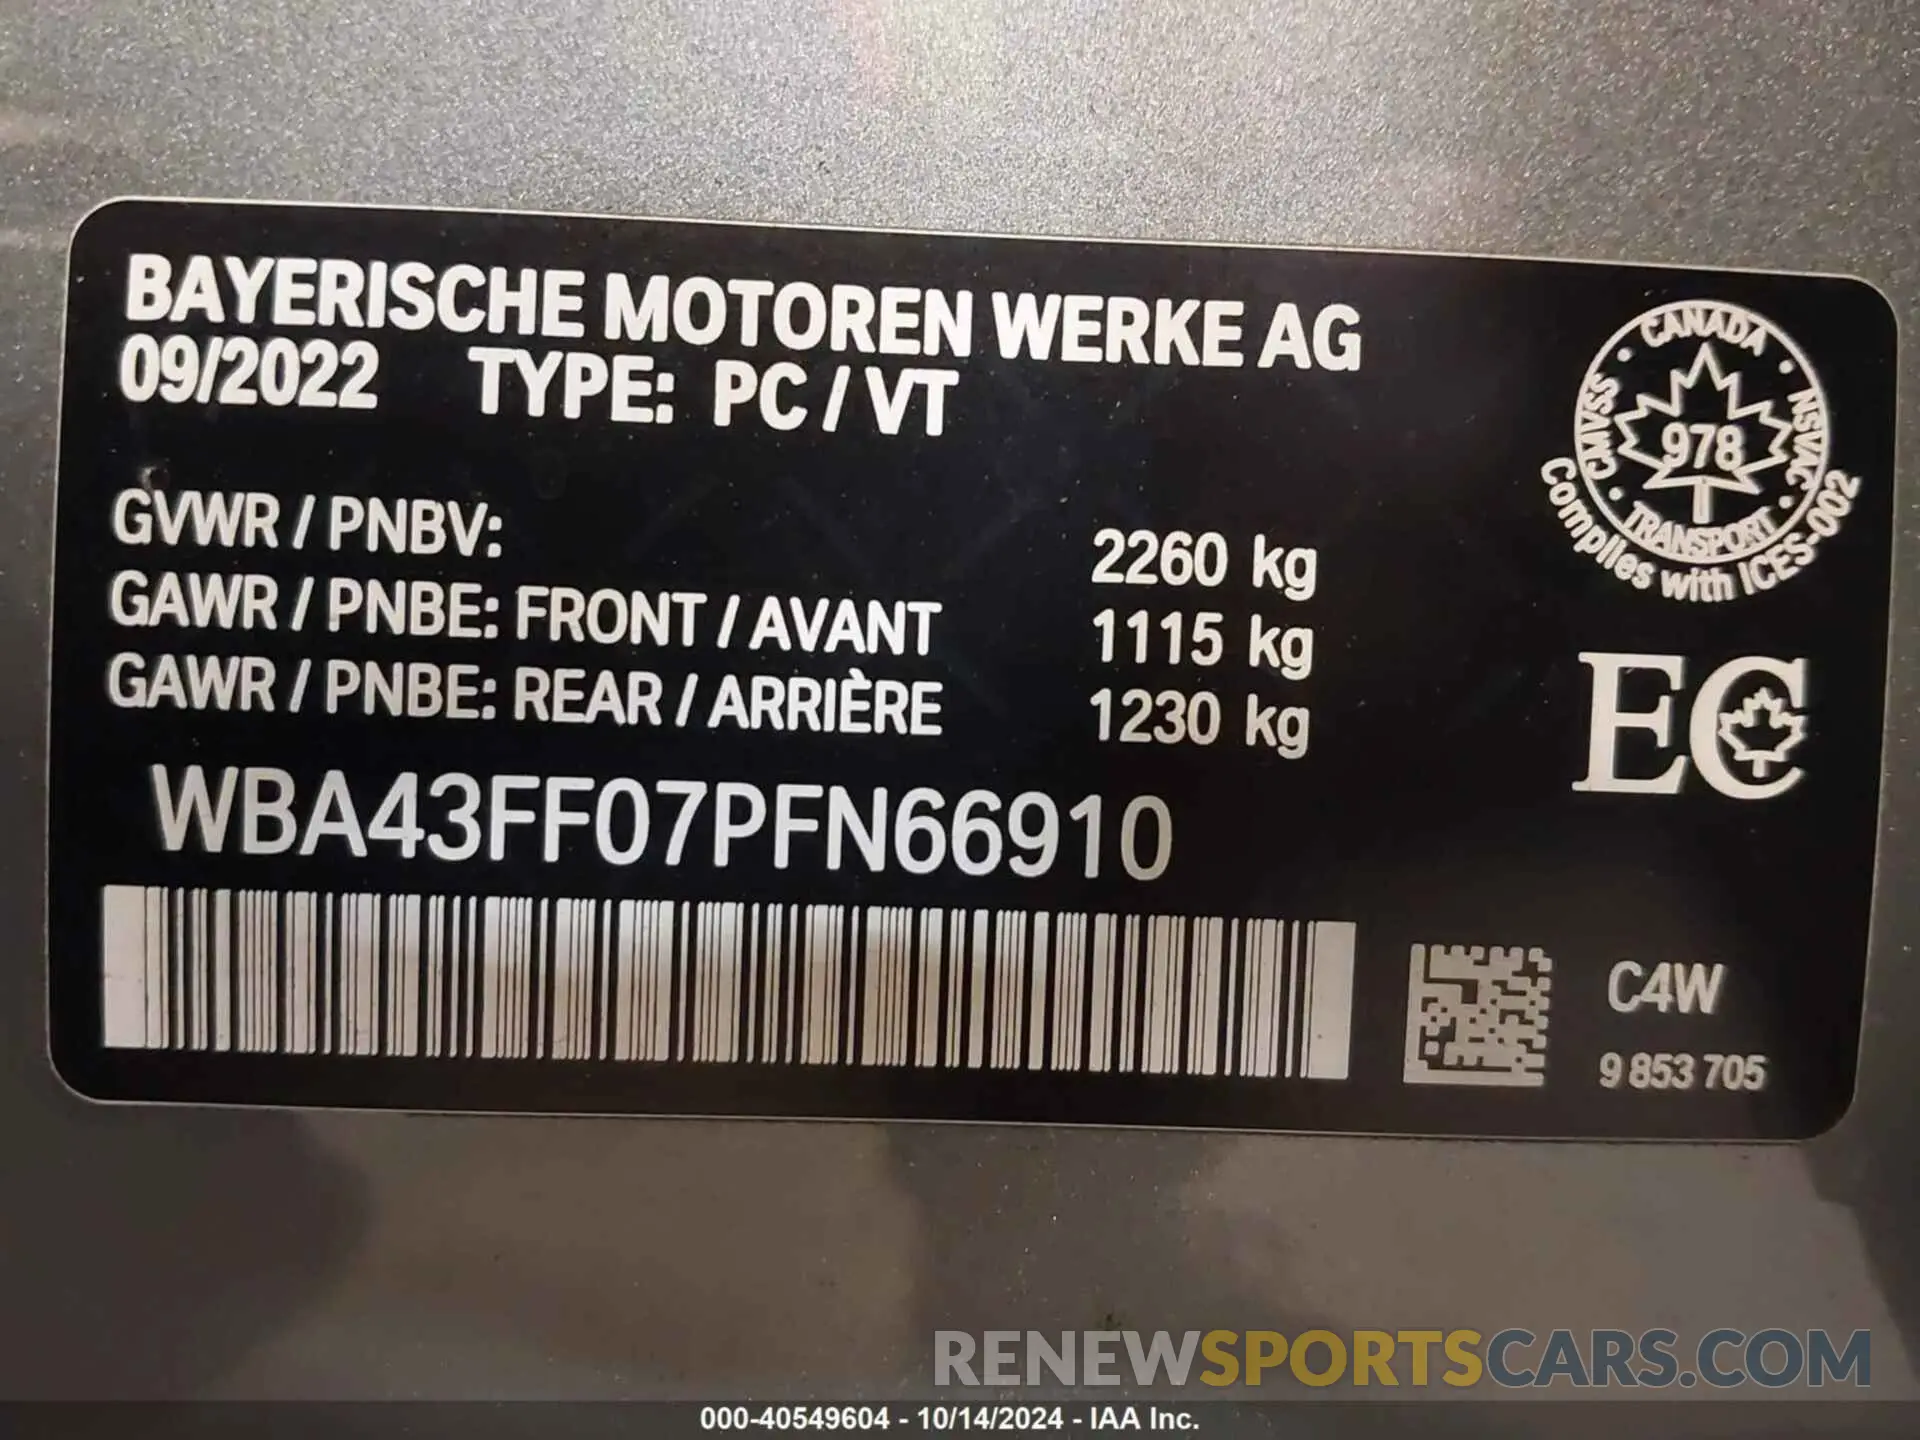 BAYERISCHE MOTOREN WERKE AG
09/2022 TYPE: PC / VT
GVWR / PNBV: 2260 kg
GAWR / PNBE: FRONT / AVANT 1115 kg
GAWR / PNBE: REAR / ARRIÈRE 1230 kg
WBA43FF07PFN66910
CANADA
CMVSS
978
NSVAC
TRANSPORT
Complies with ICES-002
EC
C4W
9 853 705
RENEWSPORTSCARS.COM
000-40549604 - 10/14/2024 - IAA Inc.